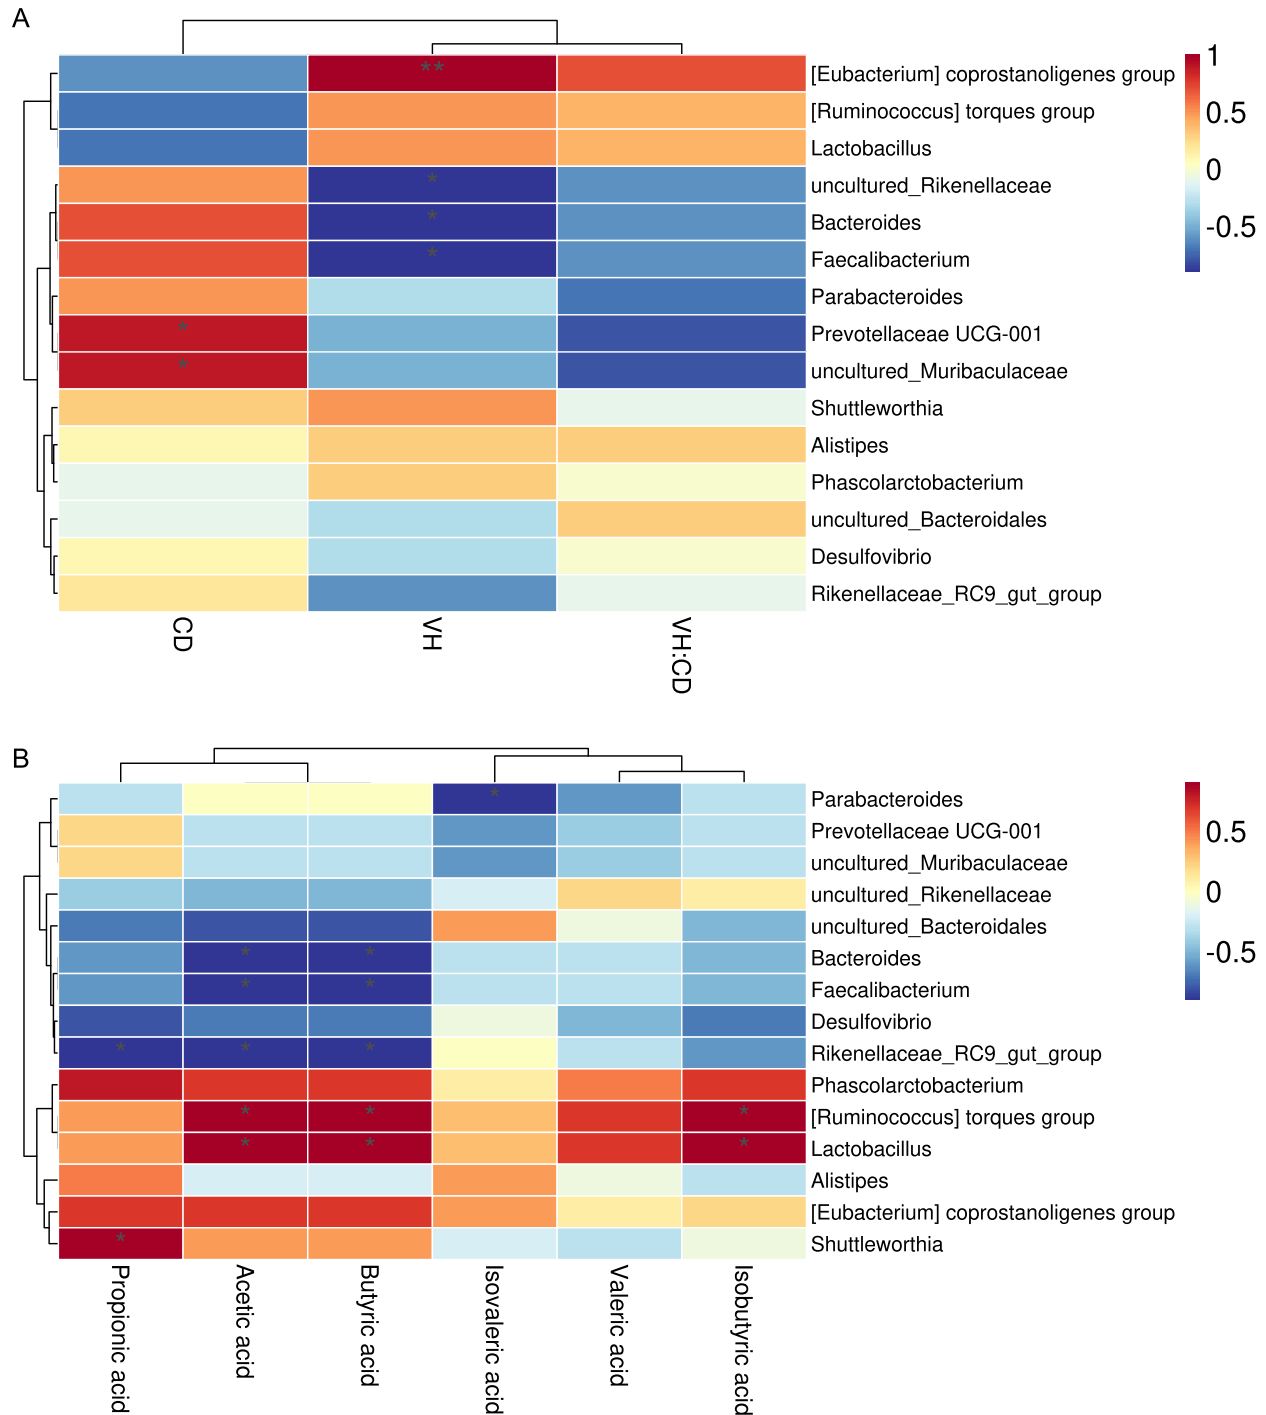 A
**
[Eubacterium] coprostanoligenes group
[Ruminococcus] torques group
Lactobacillus
* uncultured_Rikenellaceae
* Bacteroides
* Faecalibacterium
Parabacteroides
* Prevotellaceae UCG-001
* uncultured_Muribaculaceae
Shuttleworthia
Alistipes
Phascolarctobacterium
uncultured_Bacteroidales
Desulfovibrio
Rikenellaceae_RC9_gut_group
CD
VH
VH:CD
1
0.5
0
-0.5
B
* Parabacteroides
Prevotellaceae UCG-001
uncultured_Muribaculaceae
uncultured_Rikenellaceae
uncultured_Bacteroidales
* * Bacteroides
* * Faecalibacterium
Desulfovibrio
* * * Rikenellaceae_RC9_gut_group
Phascolarctobacterium
* * * [Ruminococcus] torques group
* * * Lactobacillus
Alistipes
[Eubacterium] coprostanoligenes group
* Shuttleworthia
Propionic acid
Acetic acid
Butyric acid
Isovaleric acid
Valeric acid
Isobutyric acid
0.5
0
-0.5